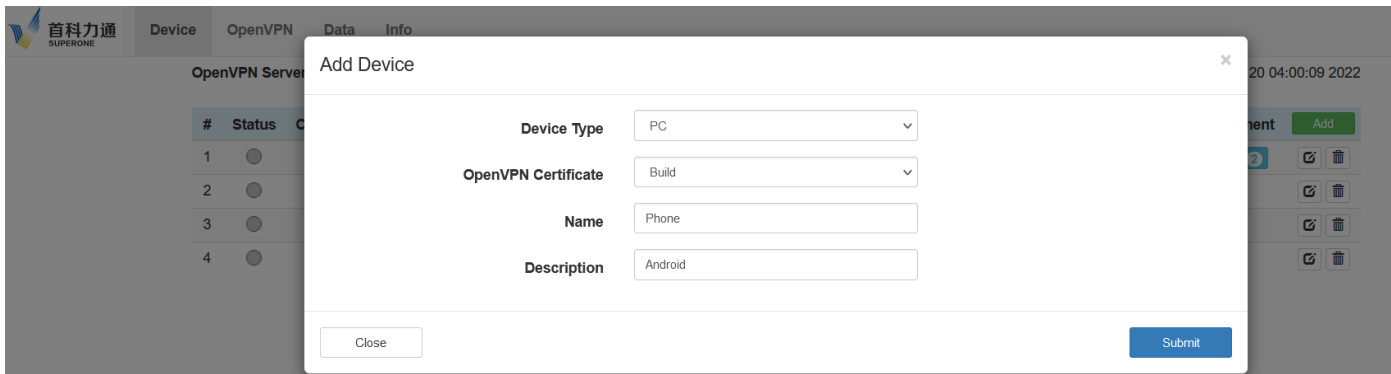 首科力通
SUPERONE
Device
OpenVPN
Data
Info
OpenVPN Server
20 04:00:09 2022
Add Device
×
# Status
Add
1
2
2
3
4
Device Type
PC
OpenVPN Certificate
Build
Name
Phone
Description
Android
Close
Submit